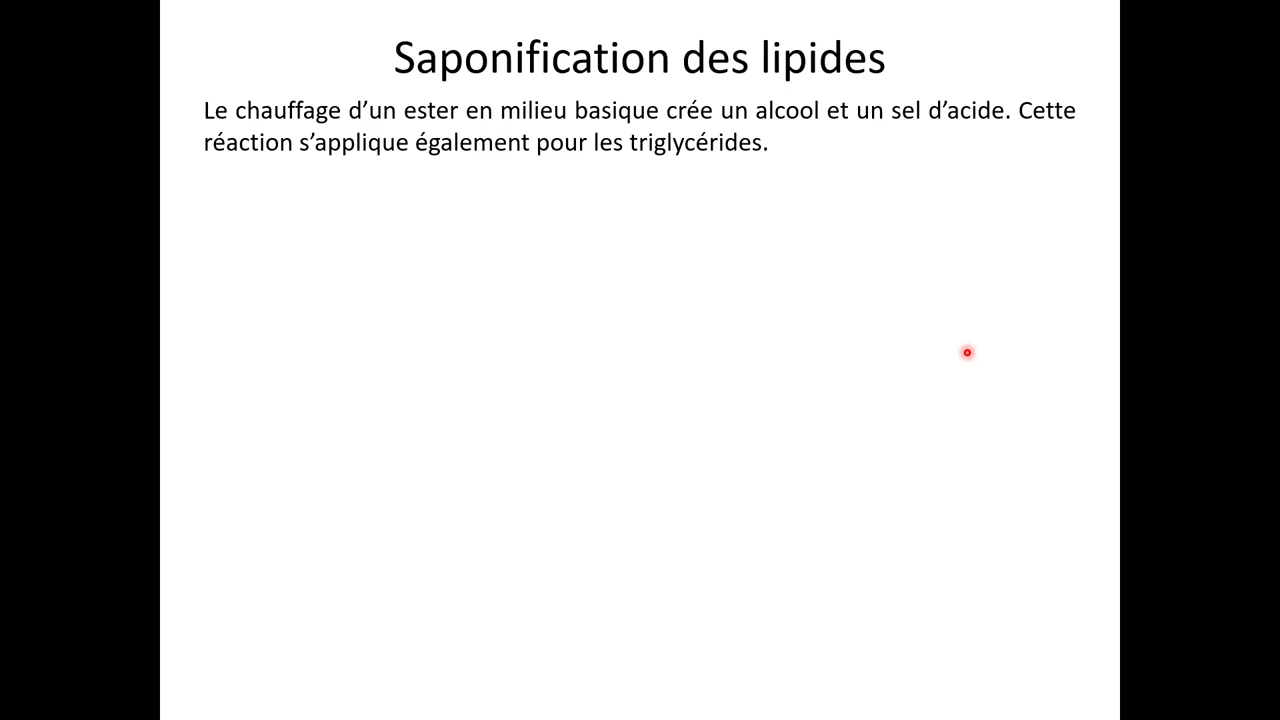 Saponification des lipides
Le chauffage d’un ester en milieu basique crée un alcool et un sel d’acide. Cette
réaction s’applique également pour les triglycérides.